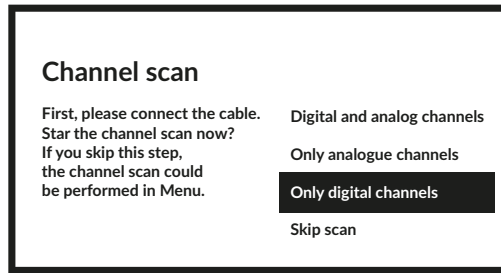 Channel scan
First, please connect the cable.
Star the channel scan now?
If you skip this step,
the channel scan could
be performed in Menu.
Digital and analog channels
Only analogue channels
Only digital channels
Skip scan